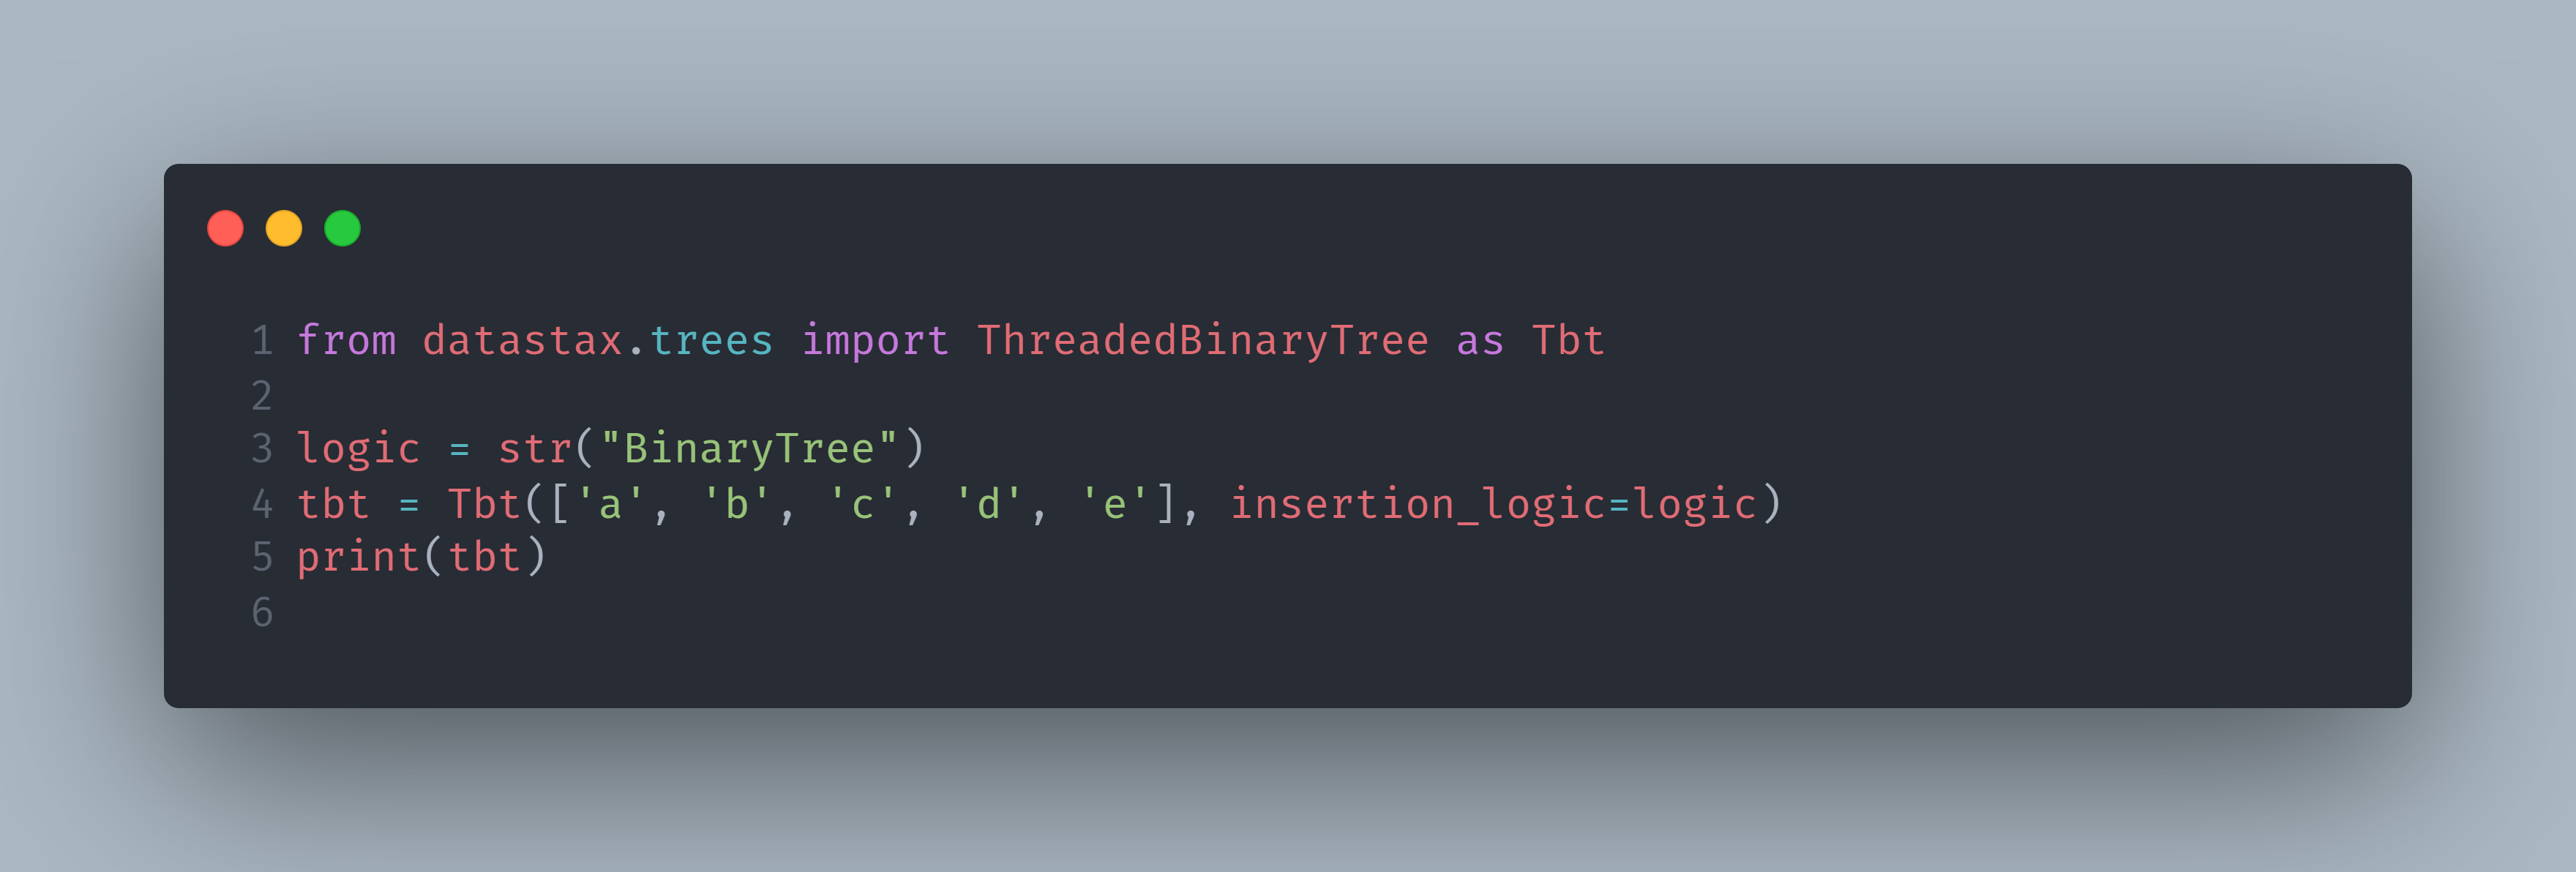 1 from datastax.trees import ThreadedBinaryTree as Tbt
2
3 logic = str("BinaryTree")
4 tbt = Tbt(['a', 'b', 'c', 'd', 'e'], insertion_logic=logic)
5 print(tbt)
6